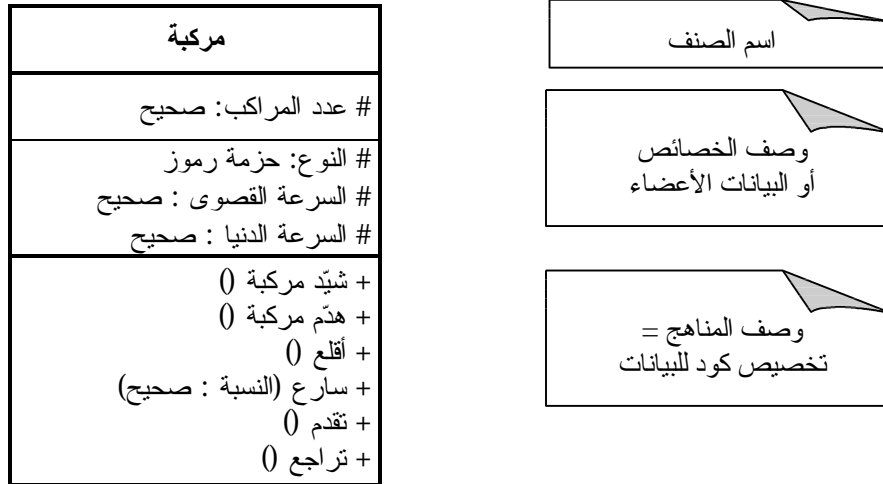 مركبة
# عدد المراكب: صحيح
# النوع: حزمة رموز
# السرعة القصوى : صحيح
# السرعة الدنيا : صحيح
+ شيّد مركبة ()
+ هدّم مركبة ()
+ أقلع ()
+ سارع (النسبة : صحيح)
+ تقدم ()
+ تراجع ()
اسم الصنف
وصف الخصائص
أو البيانات الأعضاء
وصف المناهج =
تخصيص كود للبيانات